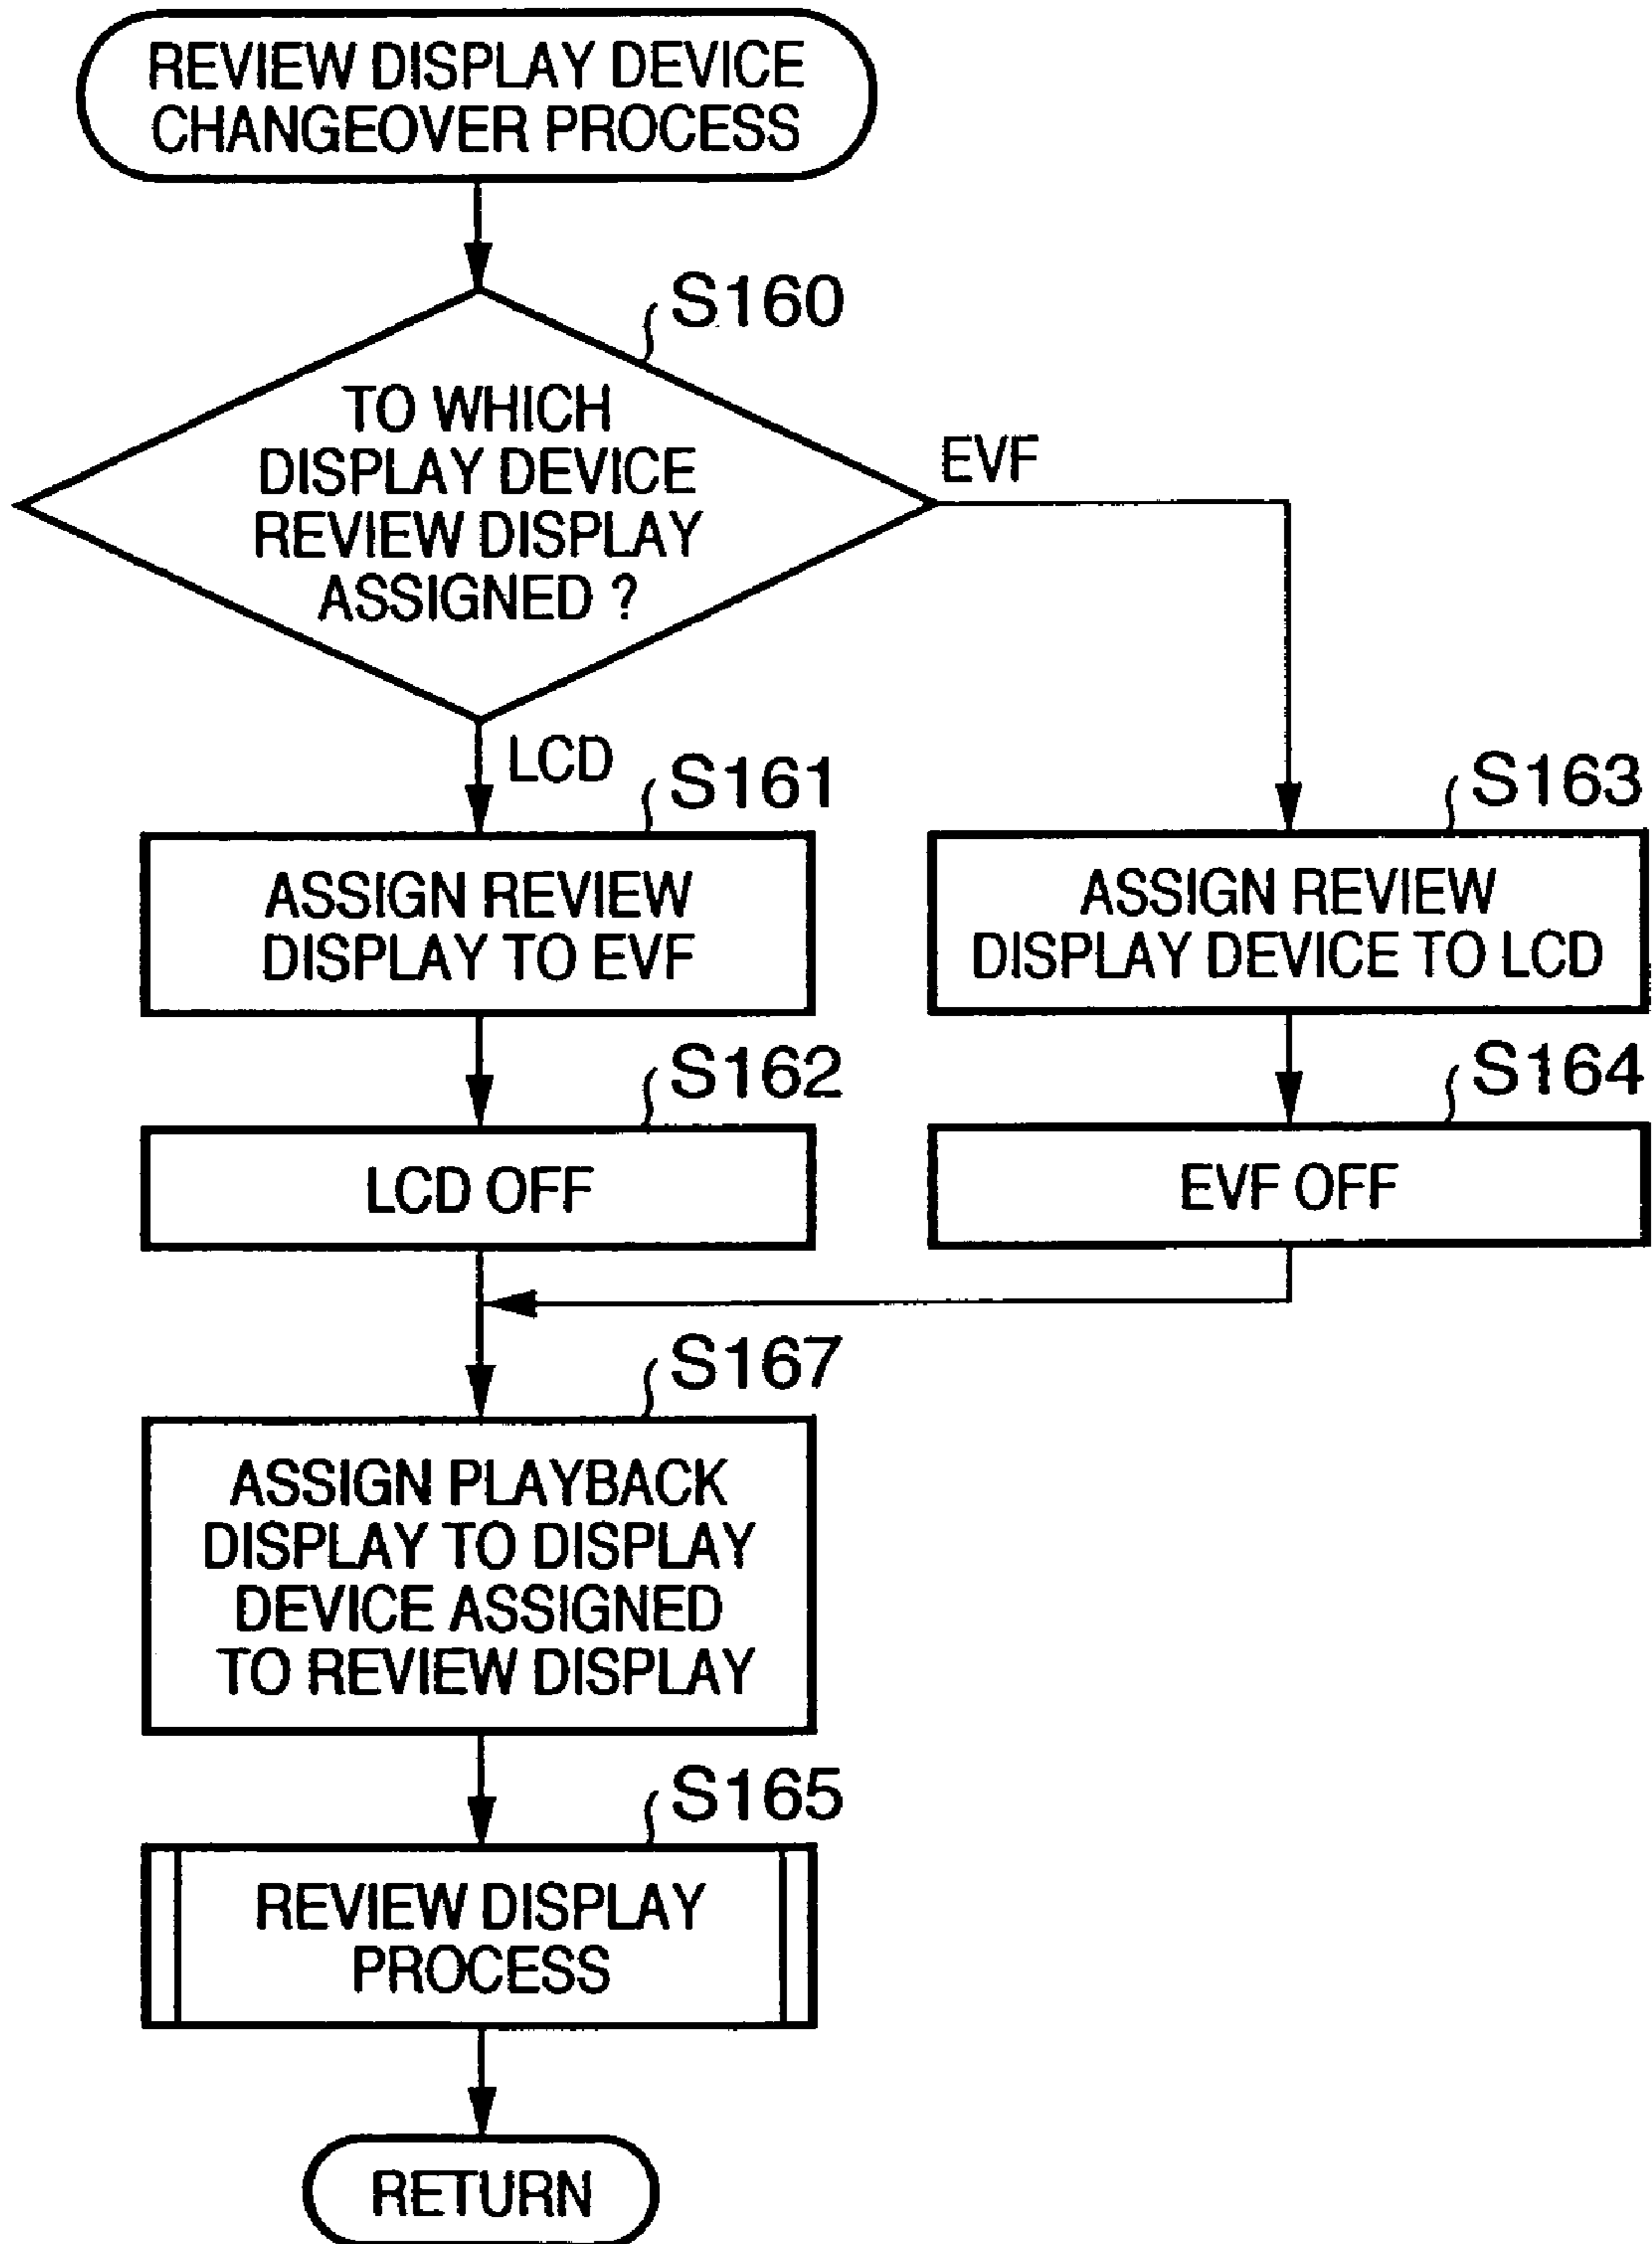 REVIEW DISPLAY DEVICE
CHANGEOVER PROCESS
S160
TO WHICH
DISPLAY DEVICE
REVIEW DISPLAY
ASSIGNED ?
EVF
LCD
S161
ASSIGN REVIEW
DISPLAY TO EVF
S163
ASSIGN REVIEW
DISPLAY DEVICE TO LCD
S162
LCD OFF
S164
EVF OFF
S167
ASSIGN PLAYBACK
DISPLAY TO DISPLAY
DEVICE ASSIGNED
TO REVIEW DISPLAY
S165
REVIEW DISPLAY
PROCESS
RETURN